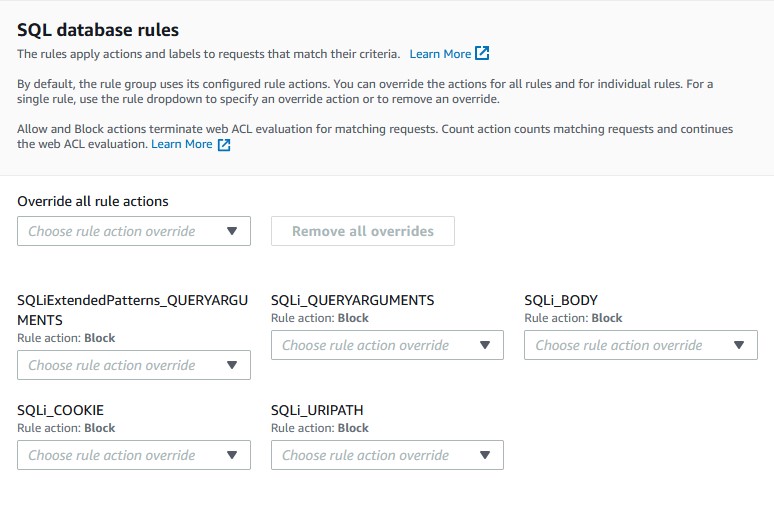 SQL database rules
The rules apply actions and labels to requests that match their criteria. Learn More
By default, the rule group uses its configured rule actions. You can override the actions for all rules and for individual rules. For a
single rule, use the rule dropdown to specify an override action or to remove an override.
Allow and Block actions terminate web ACL evaluation for matching requests. Count action counts matching requests and continues
the web ACL evaluation. Learn More
Override all rule actions
Choose rule action override Remove all overrides
SQLiExtendedPatterns_QUERYARGU
MENTS
Rule action: Block
Choose rule action override
SQLi_QUERYARGUMENTS
Rule action: Block
Choose rule action override
SQLi_BODY
Rule action: Block
Choose rule action override
SQLi_COOKIE
Rule action: Block
Choose rule action override
SQLi_URIPATH
Rule action: Block
Choose rule action override